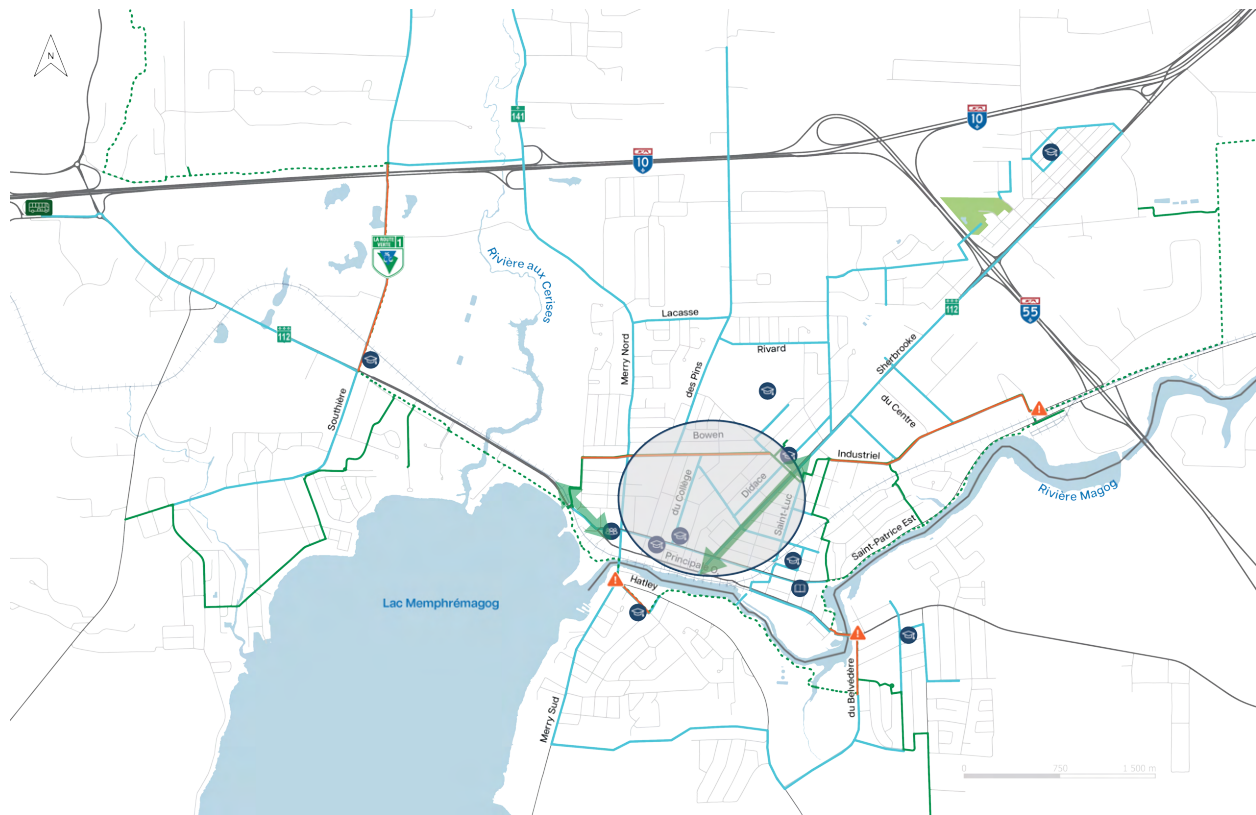 N
141
10
10
LA ROUTE
VERTE 1
Rivière aux Cerises
112
112
55
Lacasse
Rivard
Merry Nord
des Pins
Sherbrooke
du Centre
Southière
Bowen
Industriel
du Collège
Didace
Saint-Luc
Rivière Magog
Saint-Patrice Est
Principale O
Hatley
Lac Memphrémagog
Merry Sud
du Belvédère
0 750 1 500 m